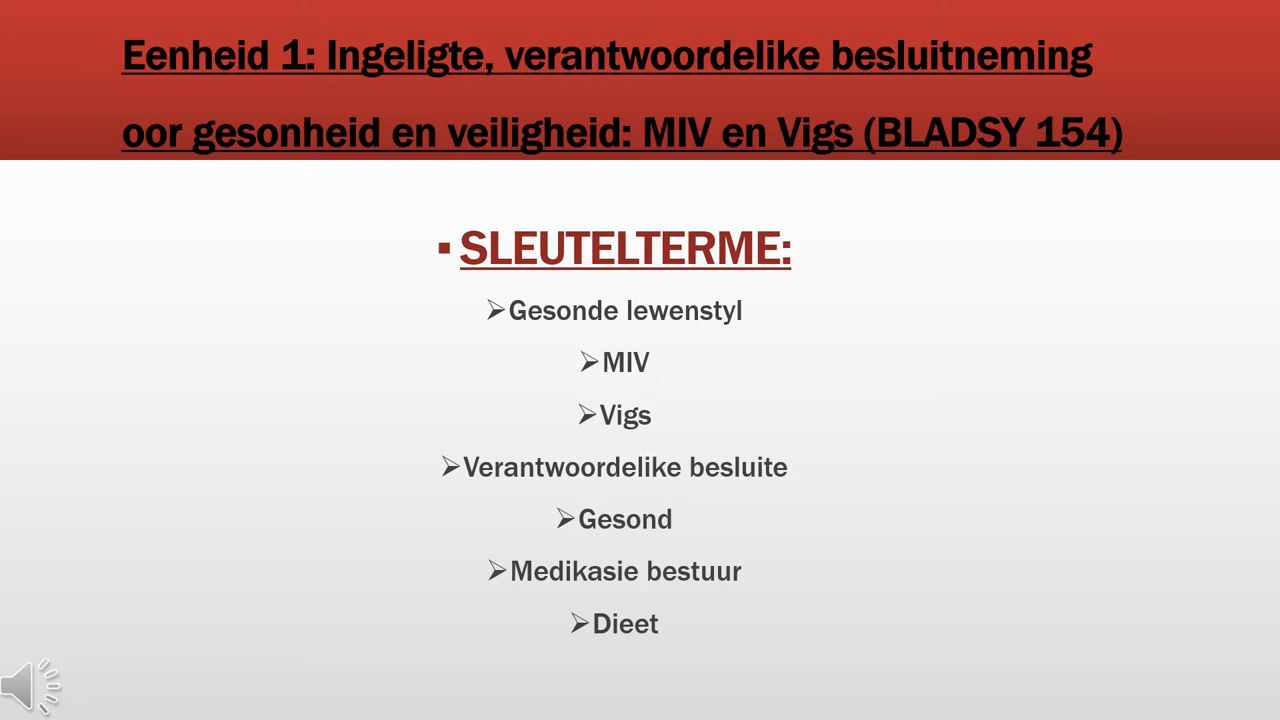 Eenheid 1: Ingeligte, verantwoordelike besluitneming
oor gesonheid en veiligheid: MIV en Vigs (BLADSY 154)
▪ SLEUTELTERME:
➢Gesonde lewenstyl
➢MIV
➢Vigs
➢Verantwoordelike besluite
➢Gesond
➢Medikasie bestuur
➢Dieet